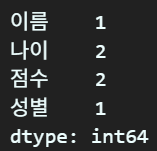 이름    1
나이    2
점수    2
성별    1
dtype: int64